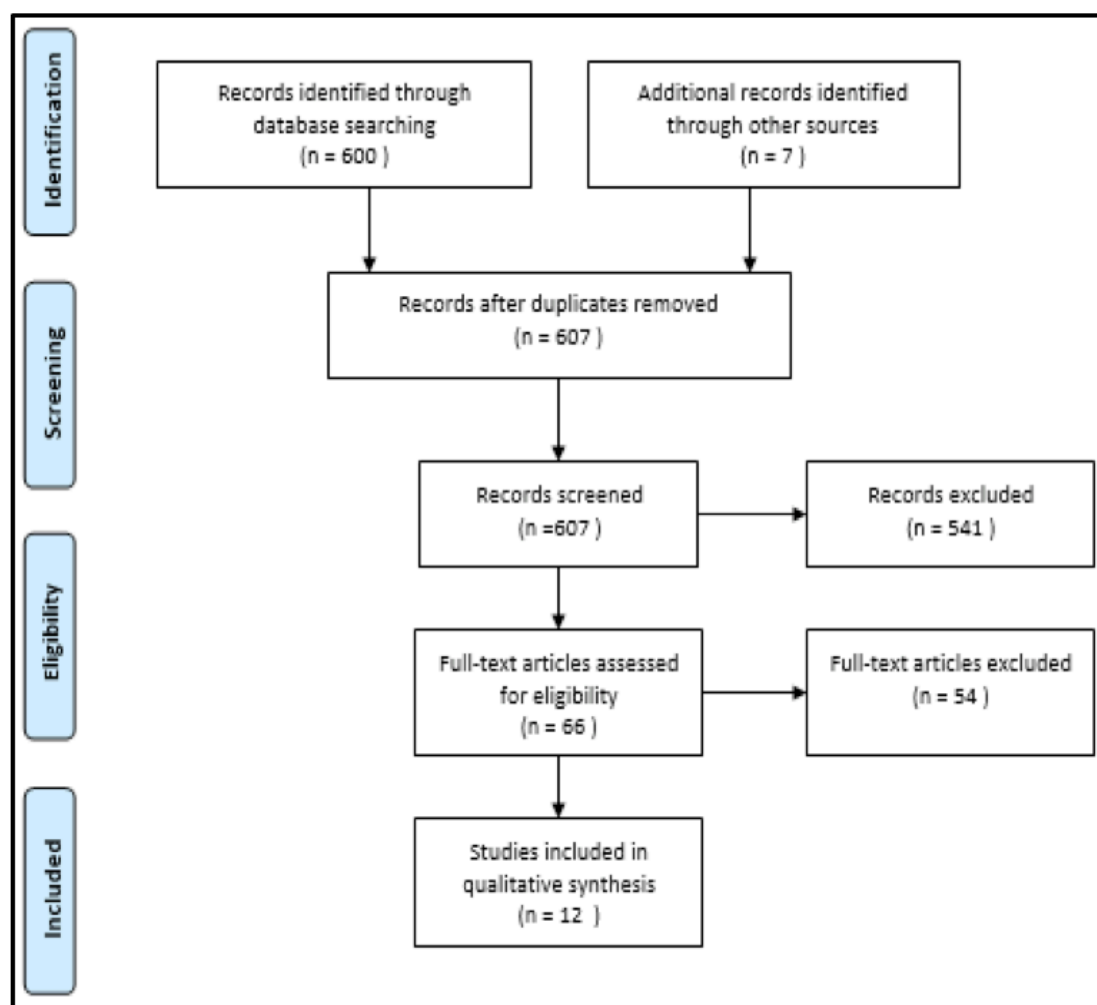 Identification
Records identified through
database searching
(n = 600 )
Additional records identified
through other sources
(n = 7 )
Screening
Records after duplicates removed
(n = 607 )
Records screened
(n =607 )
Records excluded
(n = 541 )
Eligibility
Full-text articles assessed
for eligibility
(n = 66 )
Full-text articles excluded
(n = 54 )
Included
Studies included in
qualitative synthesis
(n = 12 )